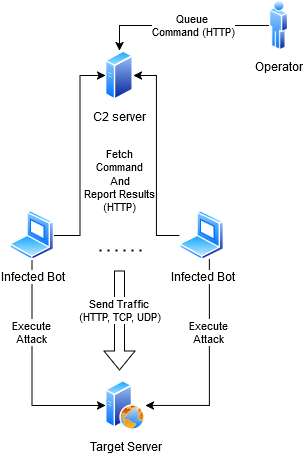 Queue
Command (HTTP)
Operator
C2 server
Fetch
Command
And
Report Results
(HTTP)
Infected Bot
......
Infected Bot
Send Traffic
(HTTP, TCP, UDP)
Execute
Attack
Execute
Attack
Target Server